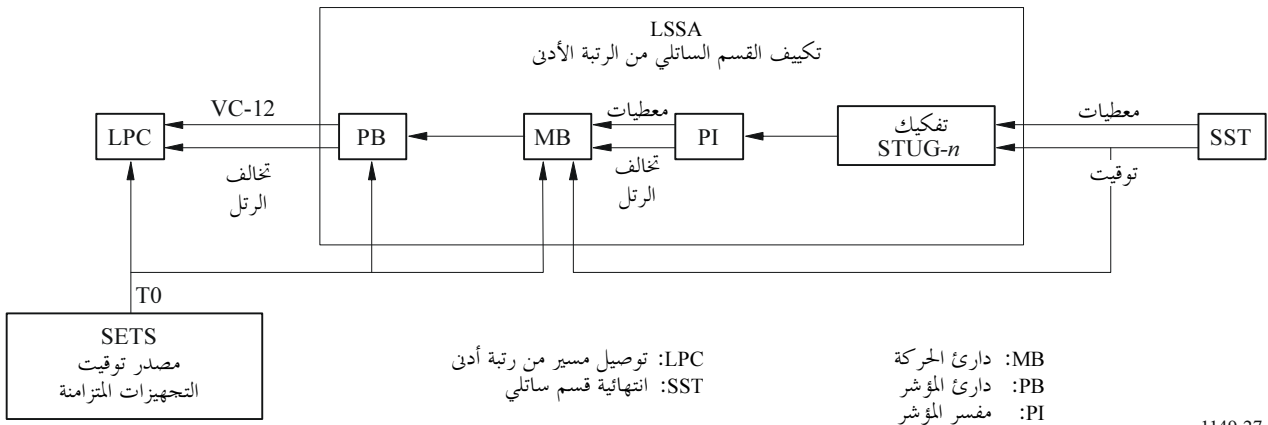 LSSA
تكييف القسم الساتلي من الرتبة الأدنى
SST
معطيات
توقيت
تفكيك
STUG-n
PI
معطيات
تخالف
الرتل
MB
PB
VC-12
تخالف
الرتل
LPC
T0
SETS
مصدر توقيت
التجهيزات المتزامنة
MB: دارئ الحركة
PB: دارئ المؤشر
PI: مفسر المؤشر
LPC: توصيل مسير من رتبة أدنى
SST: انتهائية قسم ساتلي